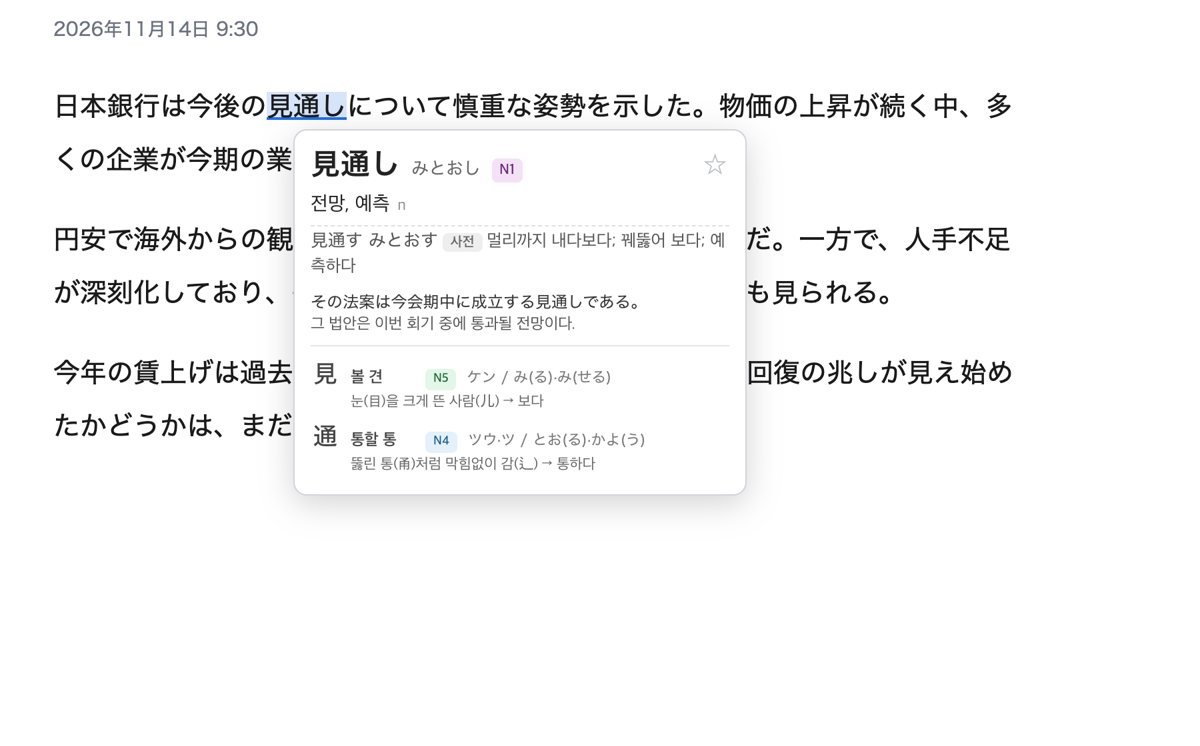 2026年11月14日 9:30
日本銀行は今後の見通しについて慎重な姿勢を示した。物価の上昇が続く中、多
くの企業が今期の業
円安で海外からの観
だ。一方で、人手不足
が深刻化しており、
も見られる。
今年の賃上げは過去
回復の兆しが見え始め
たかどうかは、まだ
見通し みとおし N1 ☆
전망, 예측 n
見通す みとおす 사전 멀리까지 내다보다; 꿰뚫어 보다; 예
측하다
その法案は今会期中に成立する見通しである。
그 법안은 이번 회기 중에 통과될 전망이다.
見 볼 견 N5 ケン / み(る)·み(せる)
눈(目)을 크게 뜬 사람(儿) → 보다
通 통할 통 N4 ツウ·ツ / とお(る)·かよ(う)
뚫린 통(甬)처럼 막힘없이 감(辶) → 통하다